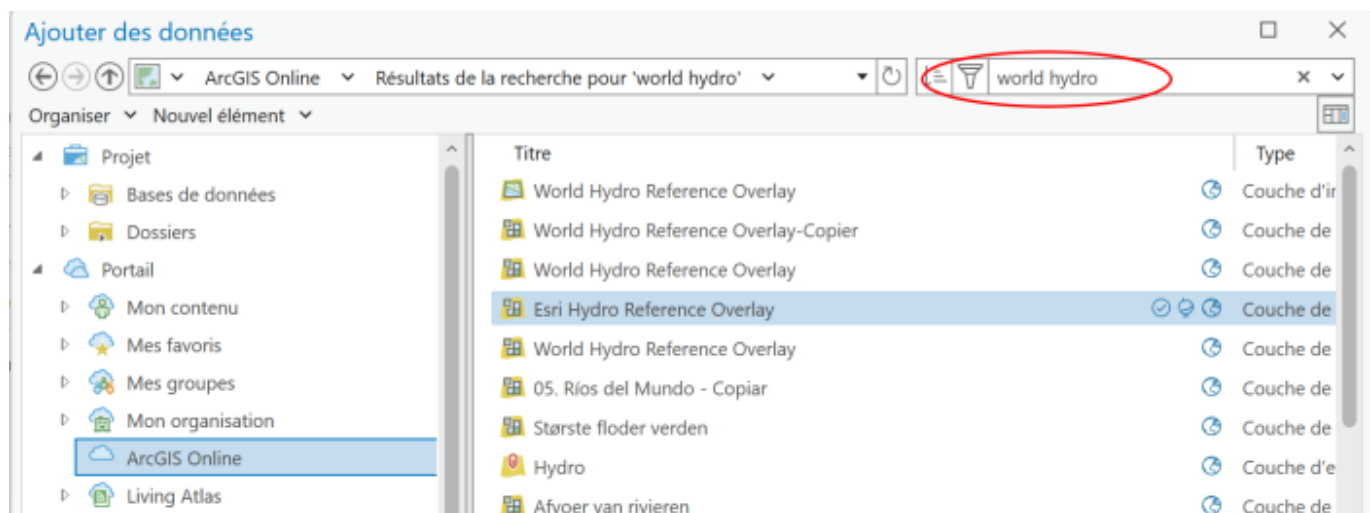 Ajouter des données
ArcGIS Online Résultats de la recherche pour 'world hydro' world hydro
Organiser Nouvel élément
Projet
Bases de données
Dossiers
Portail
Mon contenu
Mes favoris
Mes groupes
Mon organisation
ArcGIS Online
Living Atlas
Titre Type
World Hydro Reference Overlay Couche d'ir
World Hydro Reference Overlay-Copier Couche de
World Hydro Reference Overlay Couche de
Esri Hydro Reference Overlay Couche de
World Hydro Reference Overlay Couche de
05. Ríos del Mundo - Copiar Couche de
Største floder verden Couche de
Hydro Couche d'e
Afvoer van rivieren Couche de